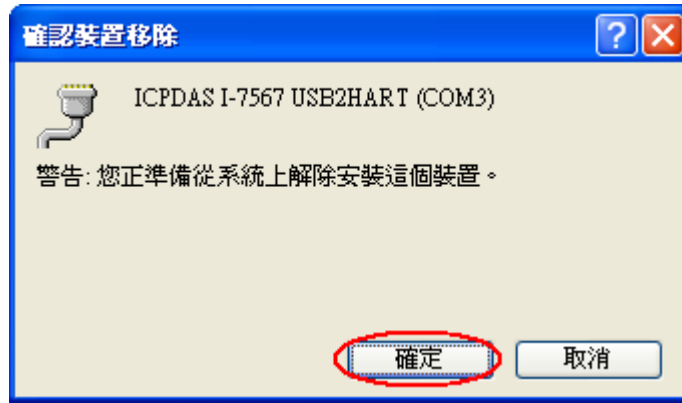 確認裝置移除
ICPDAS I-7567 USB2HART (COM3)
警告: 您正準備從系統上解除安裝這個裝置。
確定
取消